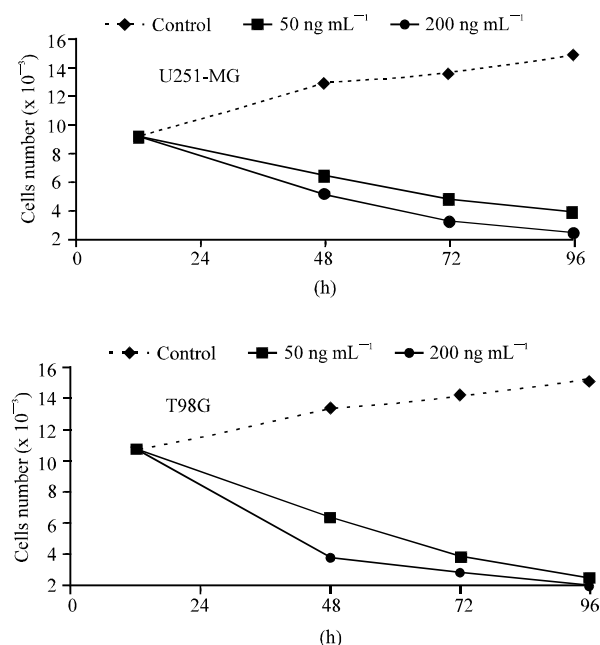 Control 50 ng mL⁻¹ 200 ng mL⁻¹
16
14
12
10
8
6
4
2
Cells number (x 10⁻³)
U251-MG
0 24 48 72 96
(h)
Control 50 ng mL⁻¹ 200 ng mL⁻¹
16
14
12
10
8
6
4
2
Cells number (x 10⁻³)
T98G
0 24 48 72 96
(h)